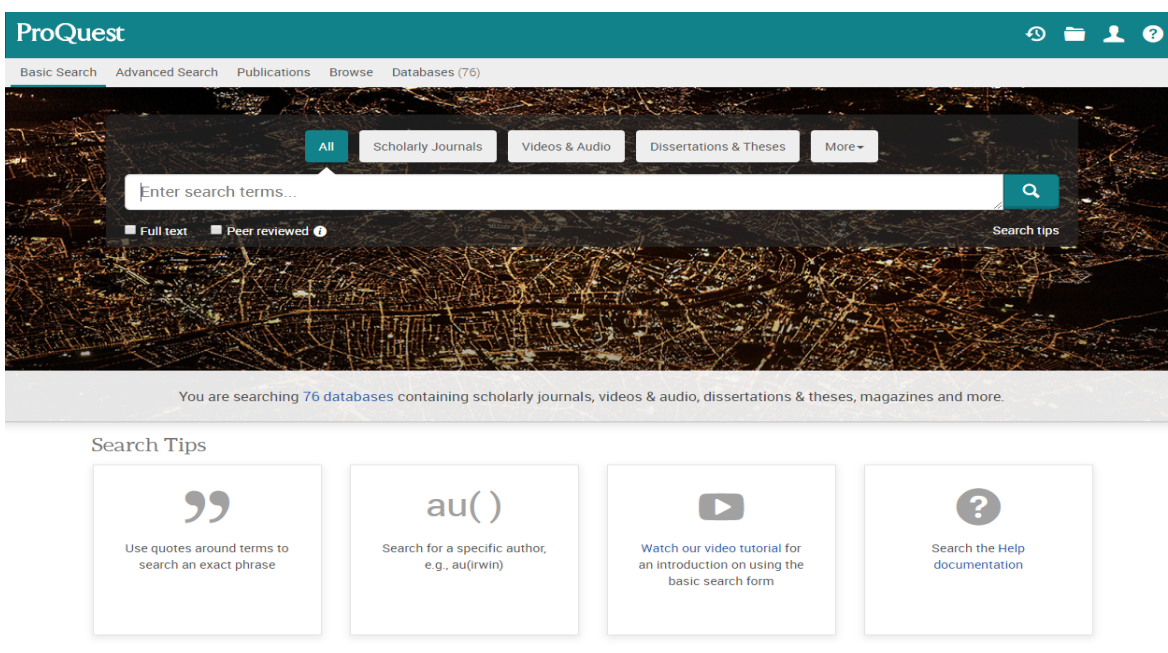 ProQuest
Basic Search Advanced Search Publications Browse Databases (76)
All Scholarly Journals Videos & Audio Dissertations & Theses More
Enter search terms...
Full text Peer reviewed Search tips
You are searching 76 databases containing scholarly journals, videos & audio, dissertations & theses, magazines and more.
Search Tips
”
Use quotes around terms to
search an exact phrase
au( )
Search for a specific author,
e.g., au(irwin)
Watch our video tutorial for
an introduction on using the
basic search form
?
Search the Help
documentation